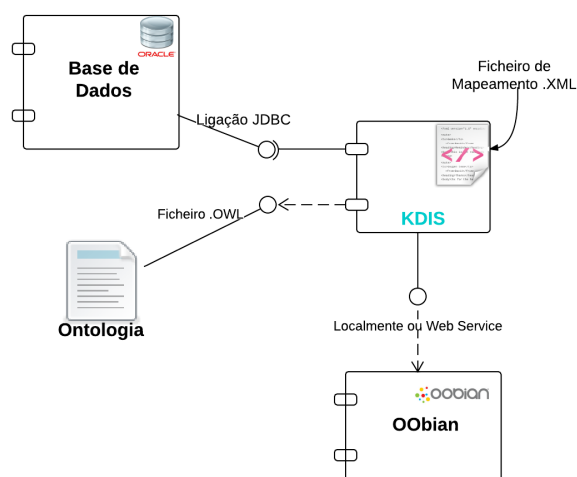 ORACLE
Base de
Dados
Ligação JDBC
Ficheiro de
Mapeamento .XML
</>
KDIS
Ficheiro .OWL
Ontologia
Localmente ou Web Service
oobian
OObian